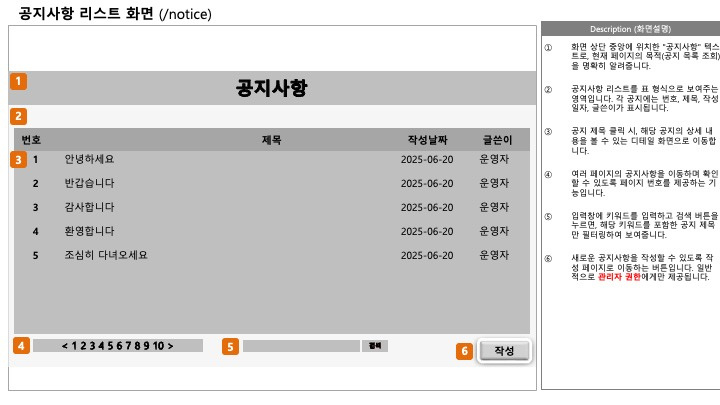 공지사항 리스트 화면 (/notice)
1
공지사항
2
번호 제목 작성날짜 글쓴이
3
1 안녕하세요 2025-06-20 운영자
2 반갑습니다 2025-06-20 운영자
3 감사합니다 2025-06-20 운영자
4 환영합니다 2025-06-20 운영자
5 조심히 다녀오세요 2025-06-20 운영자
4
< 1 2 3 4 5 6 7 8 9 10 >
5
검색
6
작성
Description (화면설명)
① 화면 상단 중앙에 위치한 "공지사항" 텍스
트로, 현재 페이지의 목적(공지 목록 조회)
을 명확히 알려줍니다.
② 공지사항 리스트를 표 형식으로 보여주는
영역입니다. 각 공지에는 번호, 제목, 작성
일자, 글쓴이가 표시됩니다.
③ 공지 제목 클릭 시, 해당 공지의 상세 내
용을 볼 수 있는 디테일 화면으로 이동합
니다.
④ 여러 페이지의 공지사항을 이동하며 확인
할 수 있도록 페이지 번호를 제공하는 기
능입니다.
⑤ 입력창에 키워드를 입력하고 검색 버튼을
누르면, 해당 키워드를 포함한 공지 제목
만 필터링하여 보여줍니다.
⑥ 새로운 공지사항을 작성할 수 있도록 작
성 페이지로 이동하는 버튼입니다. 일반
적으로 관리자 권한에게만 제공됩니다.